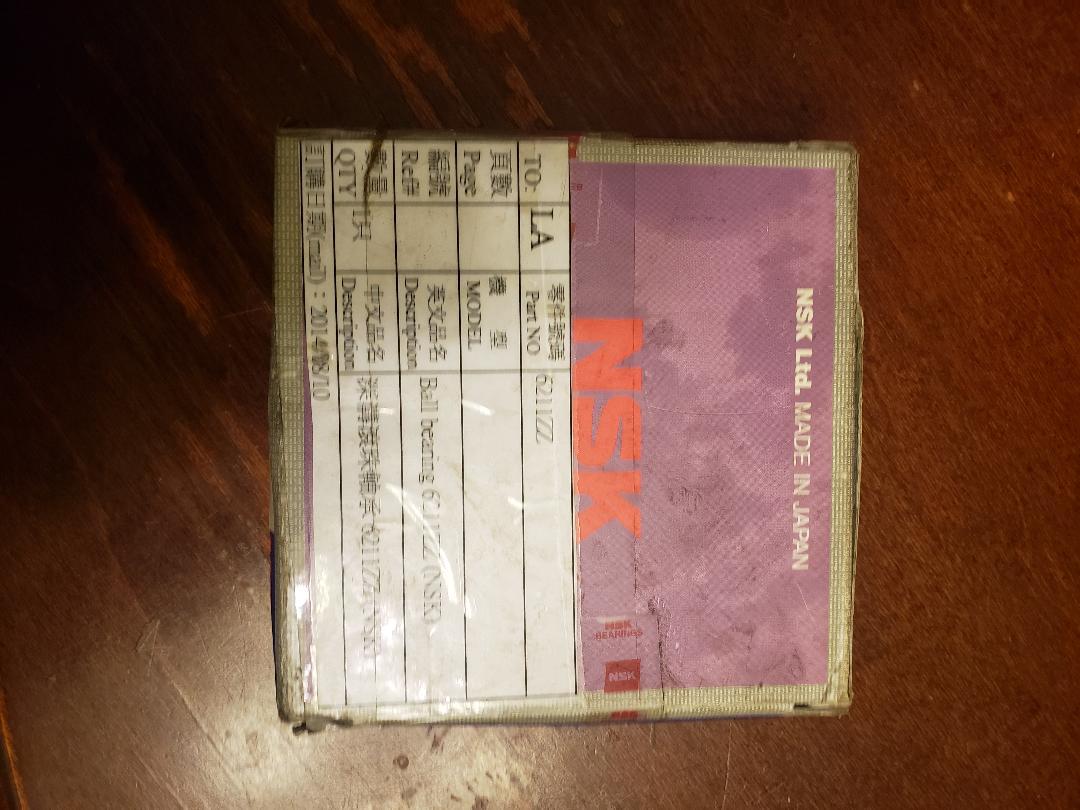 NSK Ltd. MADE IN JAPAN
NSK
NSK
BEARINGS
NSK
TO: LA 零件號碼
Part NO 6211ZZ
頁數 機 型
Page MODEL
編號 英文品名
Ref# Description Ball bearing 6211ZZ (NSK)
數量 中文品名
QTY 1只 Description 深溝滾珠軸承 6211ZZ (NSK)
訂購日期(mail)：2014/08/10